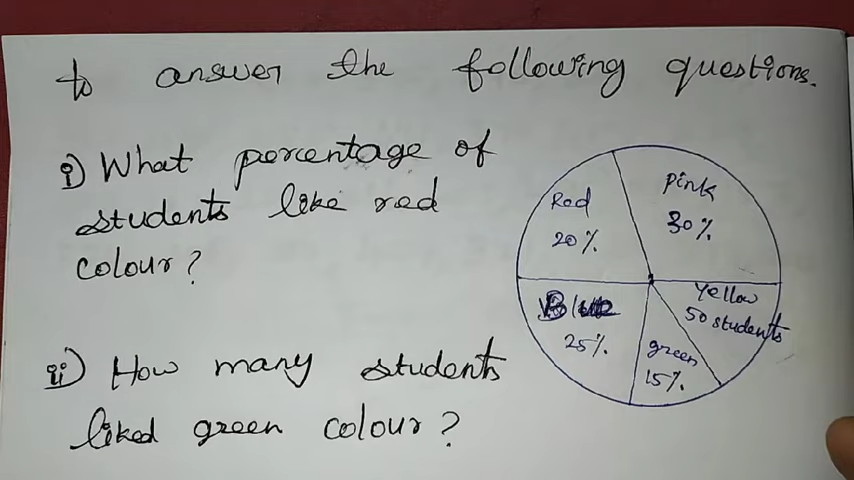 to answer the following questions.
i) What percentage of
students like red
colour?
ii) How many students
liked green colour?
Red
20%
Pink
30%
Blue
25%
Yellow
50 students
green
15%